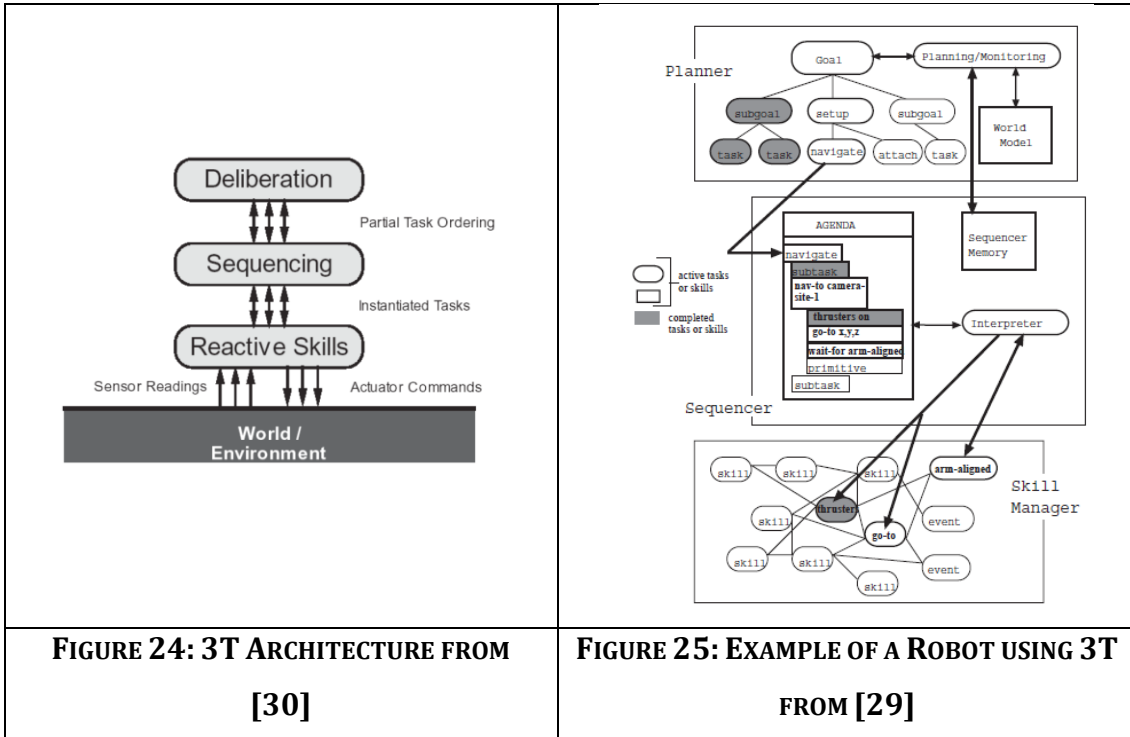 Deliberation
Partial Task Ordering
Sequencing
Instantiated Tasks
Reactive Skills
Sensor Readings
Actuator Commands
World /
Environment
Planner
Goal
Planning/Monitoring
subgoal
setup
subgoal
World
Model
task
task
navigate
attach
task
AGENDA
navigate
subtask
nav-to camera-
site-1
thrusters on
go-to x,y,z
wait-for arm-aligned
primitive
subtask
Sequencer
Memory
active tasks
or skills
completed
tasks or skills
Interpreter
Sequencer
skill
skill
skill
arm-aligned
Skill
Manager
thruster
skill
go-to
event
skill
skill
event
skill
FIGURE 24: 3T ARCHITECTURE FROM
[30]
FIGURE 25: EXAMPLE OF A ROBOT USING 3T
FROM [29]